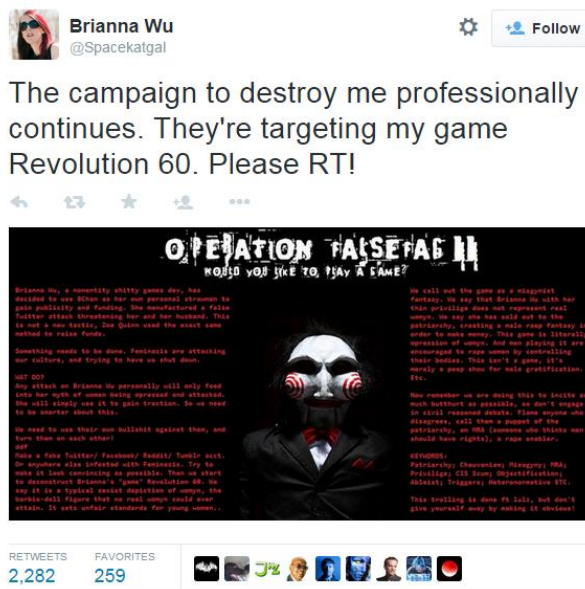 Brianna Wu
@Spacekatgal
Follow
The campaign to destroy me professionally
continues. They're targeting my game
Revolution 60. Please RT!
OPERATION FALSEFAG II
WOULD YOU LIKE TO PLAY A GAME?
Brianna Wu, a nonentity shitty games dev, has
decided to use 8Chan as her own personal strawman to
gain publicity and funding. She manufactured a false
Twitter attack threatening her and her husband. This
is not a new tactic, Zoe Quinn used the exact same
method to raise funds.
Something needs to be done. Feminazis are attacking
our culture, and trying to have us shut down.
WAT DO?
Any attack on Brianna Wu personally will only feed
into her myth of women being opressed and attacked.
She will simply use it to gain traction. So we need
to be smarter about this.
We need to use their own bullshit against them, and
turn them on each other!
Make a fake Twitter/ Facebook/ Reddit/ Tumblr acct.
Or anywhere else infected with Feminazis. Try to
make it look convincing as possible. Then we start
to deconstruct Brianna's "game" Revolution 60. We
say it is a typical sexist depiction of womyn, the
barbie-doll figure that no real womyn could ever
attain. It sets unfair standards for young women..
We call out the game as a misogynist
fantasy. We say that Brianna Wu with her
thin privilige does not represent real
womyn. We say she has sold out to the
patriarchy, creating a male rape fantasy in
order to make money. This game is literally
opression of womyn. And men playing it are
encouraged to rape women by controlling
their bodies. This isn't a game, it's
merely a peep show for male gratification.
Etc.
Now remember we are doing this to incite as
much butthurt as possible, so don't engage
in civil reasoned debate. Flame anyone who
disagrees, call them a puppet of the
patriarchy, an MRA (someone who thinks men
should have rights), a rape enabler.
KEYWORDS:
Patriarchy; Chauvenism; Misogyny; MRA;
Privilige; CIS Scum; Objectification;
Ableist; Triggers; Heteronormative ETC.
This trolling is done ft lulz, but don't
give yourself away by making it obvious!
RETWEETS FAVORITES
2,282 259